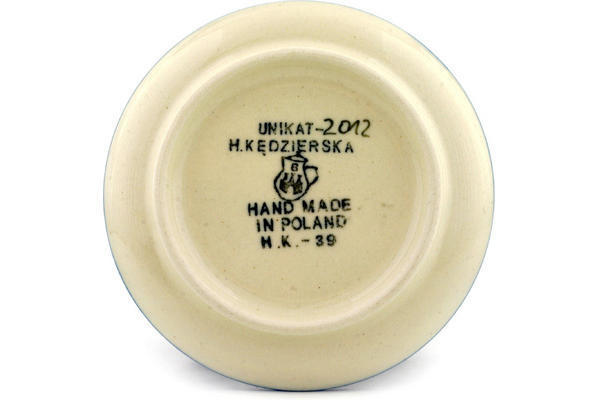 UNIKAT-2012
H.KĘDZIERSKA
HAND MADE
IN POLAND
H.K.-39